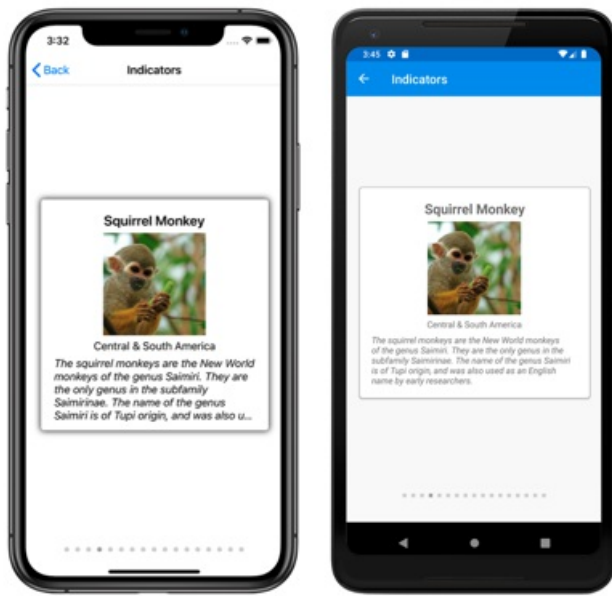 3:32
Back
Indicators
Squirrel Monkey
Central & South America
The squirrel monkeys are the New World
monkeys of the genus Saimiri. They are
the only genus in the subfamily
Saimirinae. The name of the genus
Saimiri is of Tupi origin, and was also u...
3:45
Indicators
Squirrel Monkey
Central & South America
The squirrel monkeys are the New World monkeys
of the genus Saimiri. They are the only genus in the
subfamily Saimirinae. The name of the genus Saimiri
is of Tupi origin, and was also used as an English
name by early researchers.